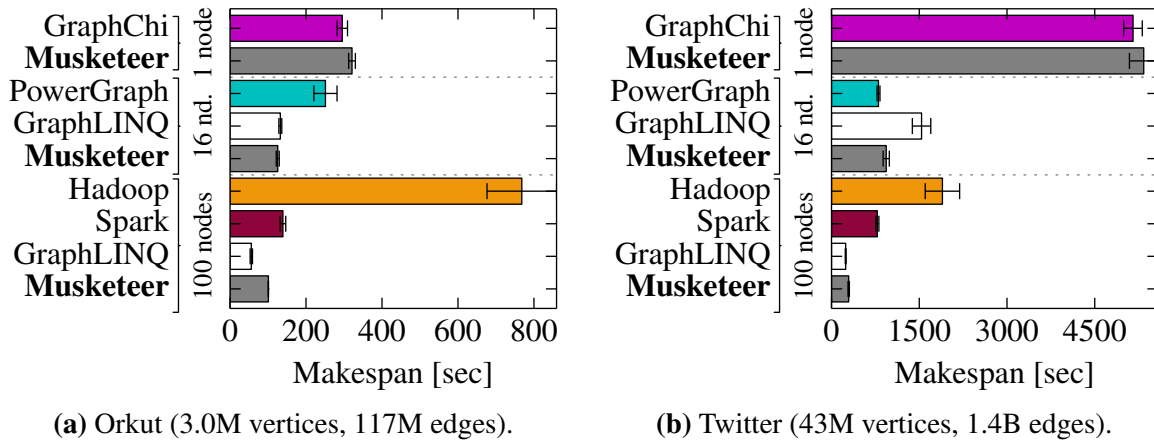 GraphChi
Musketeer
1 node
PowerGraph
GraphLINQ
Musketeer
16 nd.
Hadoop
Spark
GraphLINQ
Musketeer
100 nodes
0 200 400 600 800
Makespan [sec]
(a) Orkut (3.0M vertices, 117M edges).
GraphChi
Musketeer
1 node
PowerGraph
GraphLINQ
Musketeer
16 nd.
Hadoop
Spark
GraphLINQ
Musketeer
100 nodes
0 1500 3000 4500
Makespan [sec]
(b) Twitter (43M vertices, 1.4B edges).